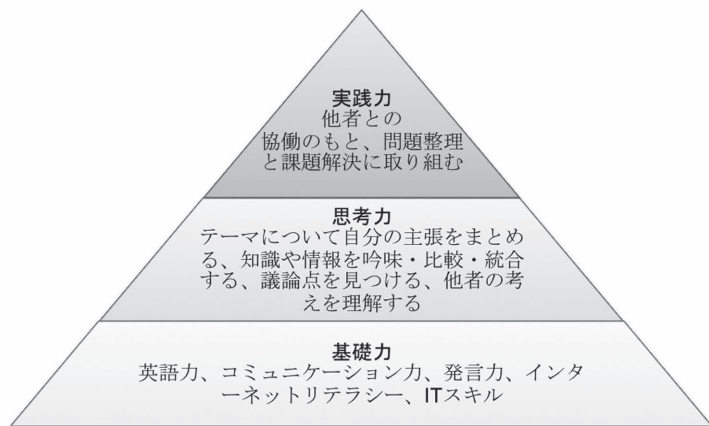 実践力
他者との
協働のもと、問題整理
と課題解決に取り組む
思考力
テーマについて自分の主張をまとめ
る、知識や情報を吟味・比較・統合
する、議論点を見つける、他者の考
えを理解する
基礎力
英語力、コミュニケーション力、発言力、インタ
ーネットリテラシー、ITスキル